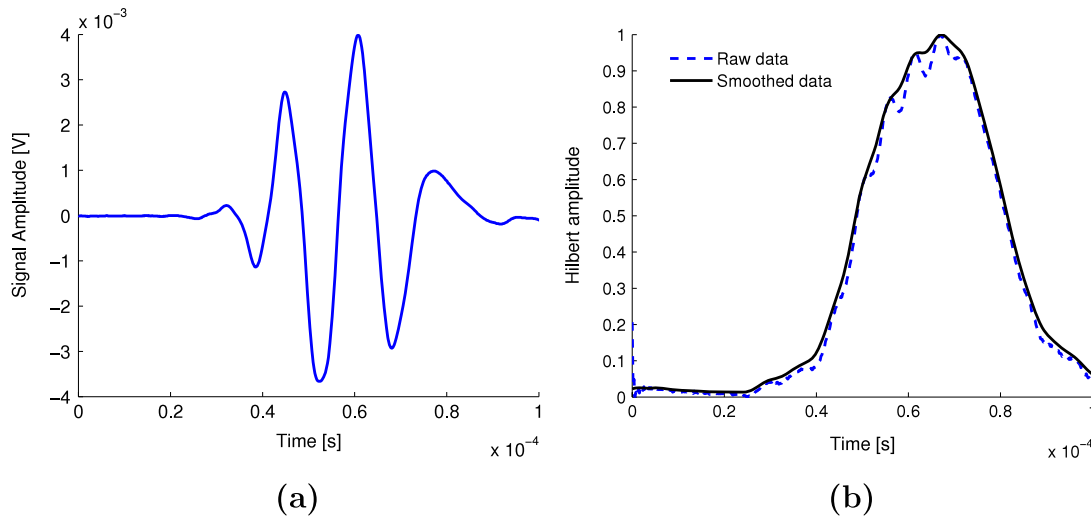 x 10⁻³
4
3
2
1
0
−1
−2
−3
−4
Signal Amplitude [V]
0
0.2
0.4
0.6
0.8
1
Time [s]
x 10⁻⁴
(a)
1
0.9
0.8
0.7
0.6
0.5
0.4
0.3
0.2
0.1
0
Hilbert amplitude
Raw data
Smoothed data
0
0.2
0.4
0.6
0.8
1
Time [s]
x 10⁻⁴
(b)